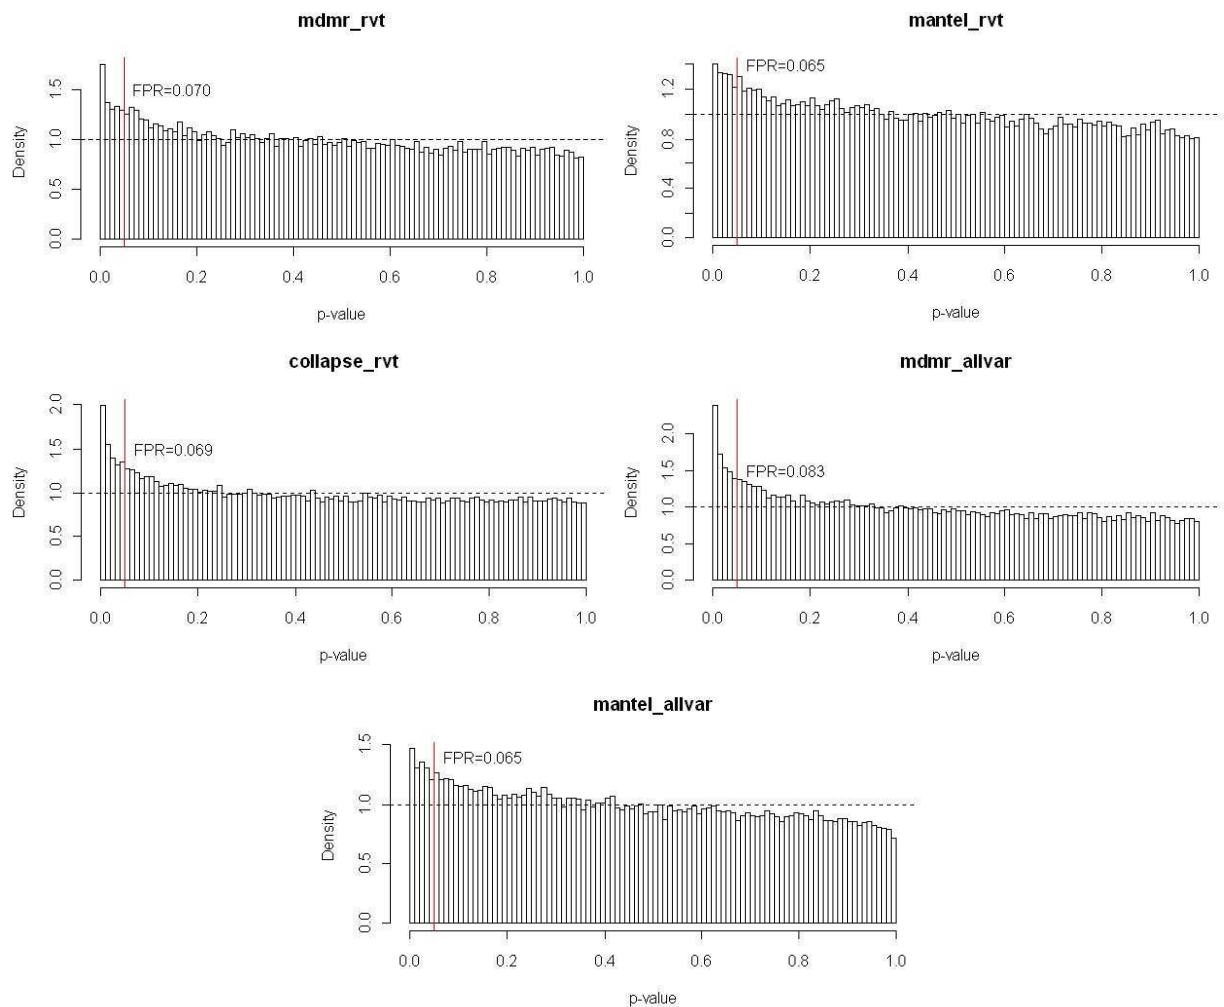 mdmr_rvt
FPR=0.070
Density
0.0 0.5 1.0 1.5
0.0 0.2 0.4 0.6 0.8 1.0
p-value
mantel_rvt
FPR=0.065
Density
0.0 0.4 0.8 1.2
0.0 0.2 0.4 0.6 0.8 1.0
p-value
collapse_rvt
FPR=0.069
Density
0.0 0.5 1.0 1.5 2.0
0.0 0.2 0.4 0.6 0.8 1.0
p-value
mdmr_allvar
FPR=0.083
Density
0.0 0.5 1.0 1.5 2.0
0.0 0.2 0.4 0.6 0.8 1.0
p-value
mantel_allvar
FPR=0.065
Density
0.0 0.5 1.0 1.5
0.0 0.2 0.4 0.6 0.8 1.0
p-value